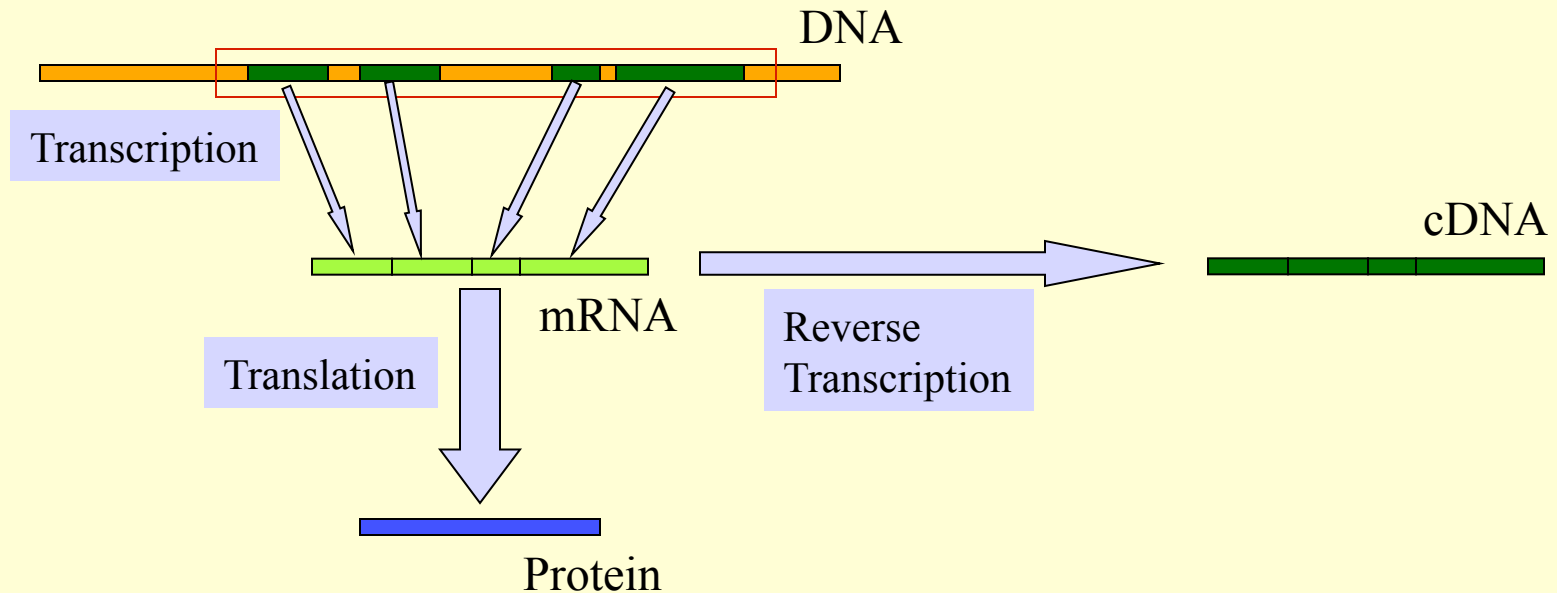 DNA
Transcription
cDNA
mRNA
Reverse
Transcription
Translation
Protein